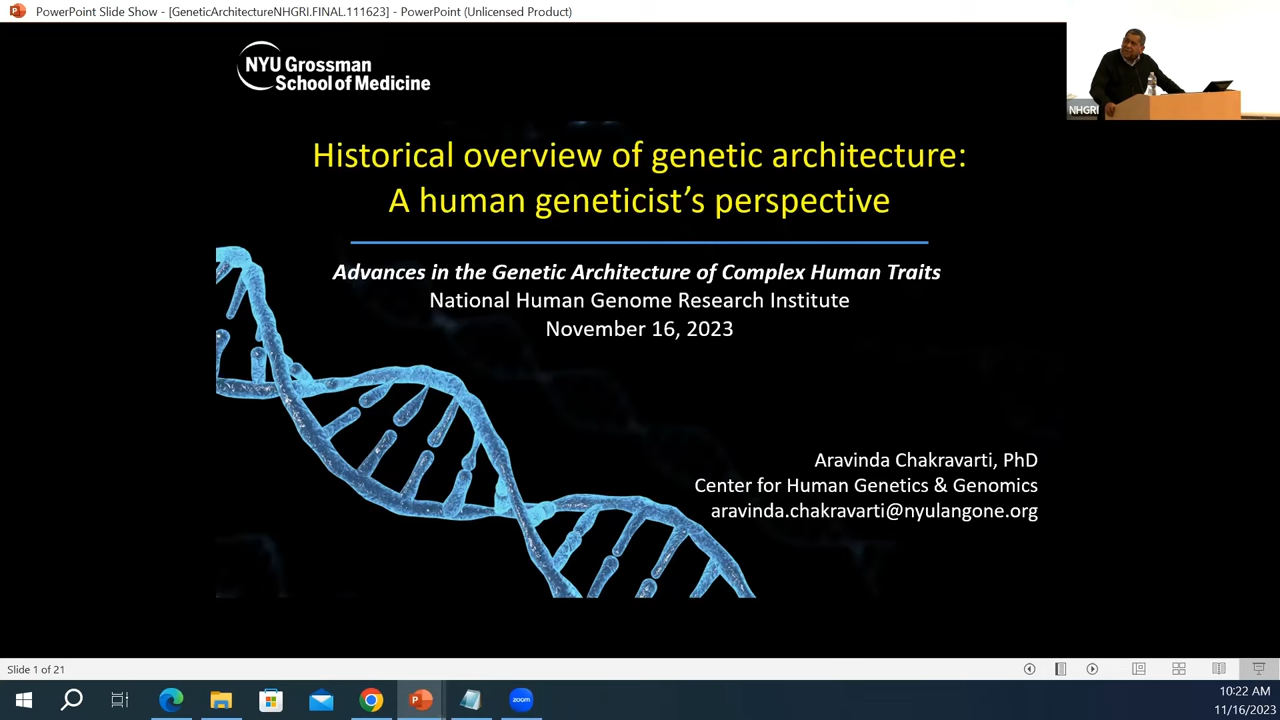 PowerPoint Slide Show - [GeneticArchitectureNHGRI.FINAL.111623] - PowerPoint (Unlicensed Product)
NYU Grossman
School of Medicine
NHGRI
Historical overview of genetic architecture:
A human geneticist’s perspective
Advances in the Genetic Architecture of Complex Human Traits
National Human Genome Research Institute
November 16, 2023
Aravinda Chakravarti, PhD
Center for Human Genetics & Genomics
aravinda.chakravarti@nyulangone.org
Slide 1 of 21
zoom
10:22 AM
11/16/2023